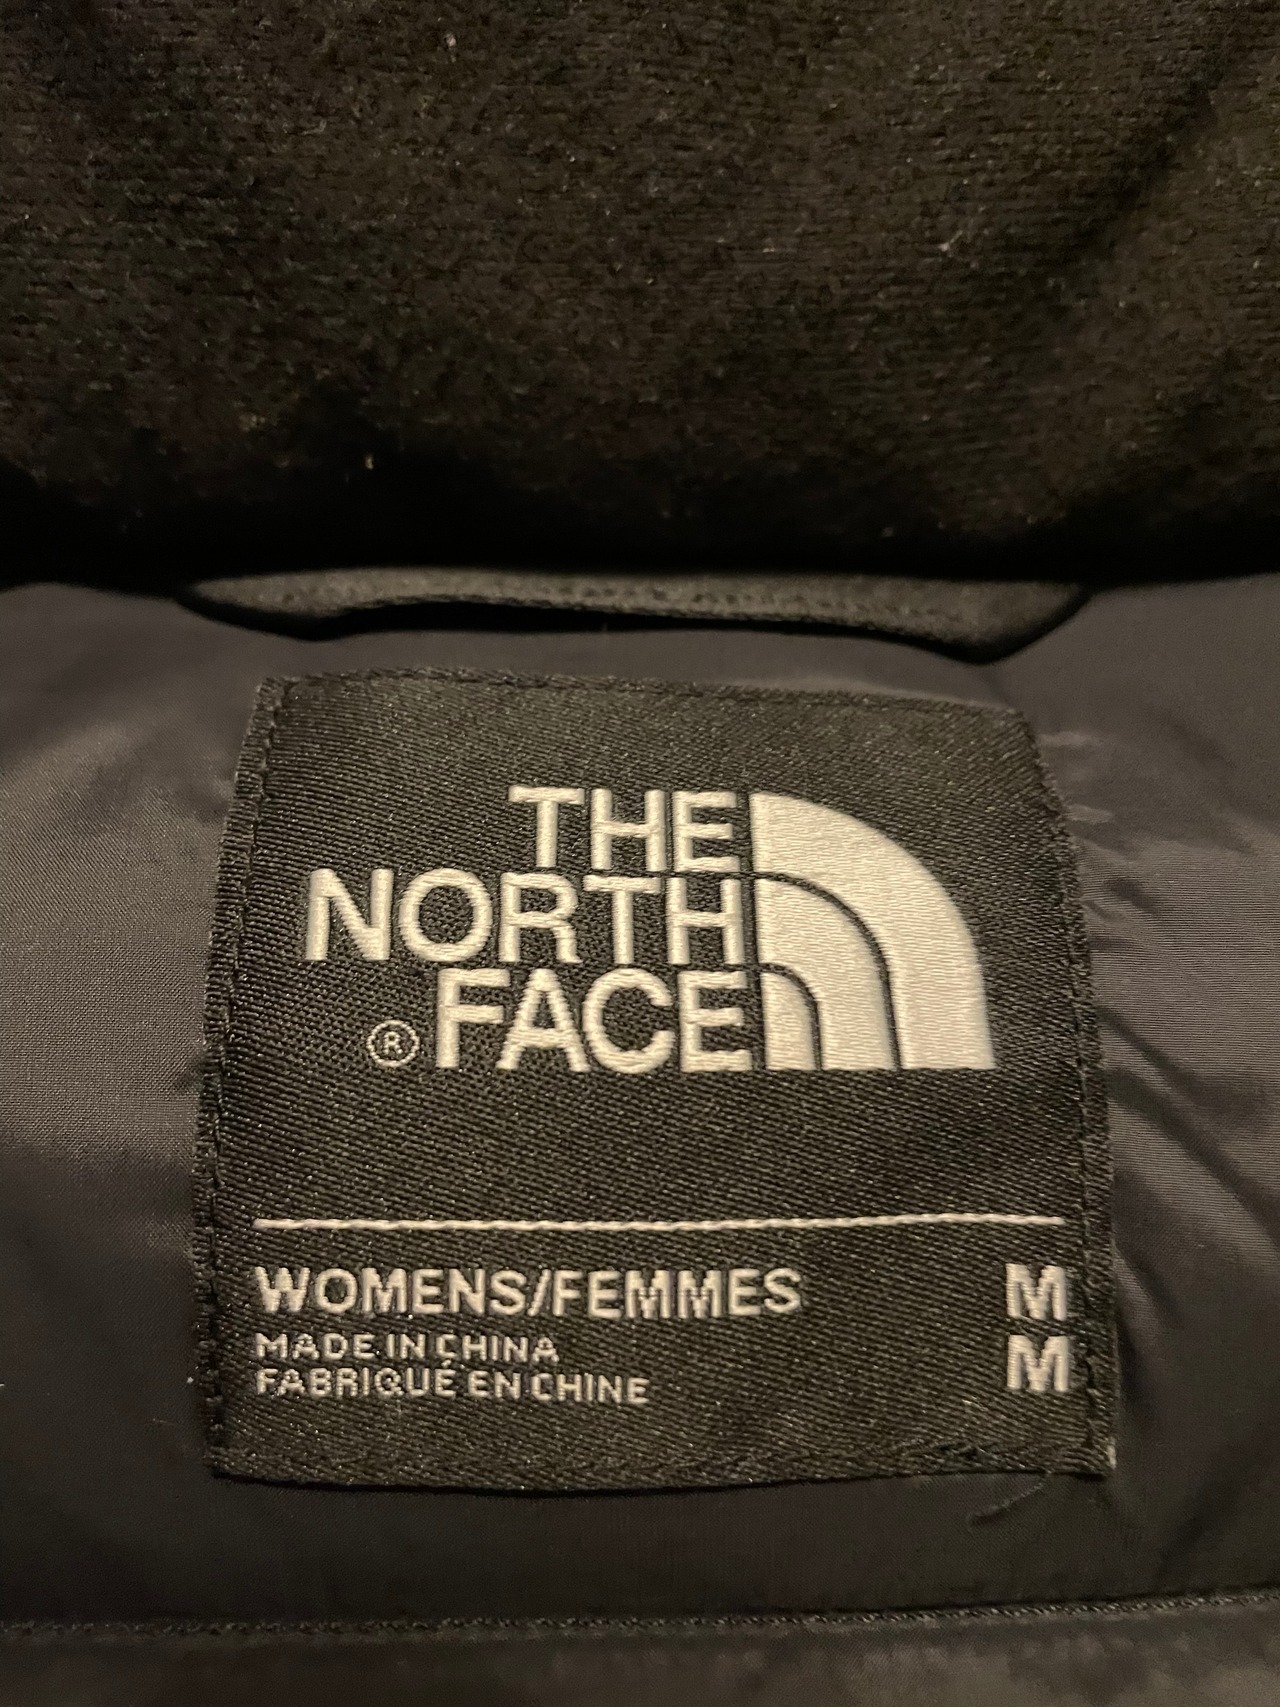 THE
NORTH
FACE
®
WOMENS/FEMMES M
MADE IN CHINA M
FABRIQUÉ EN CHINE